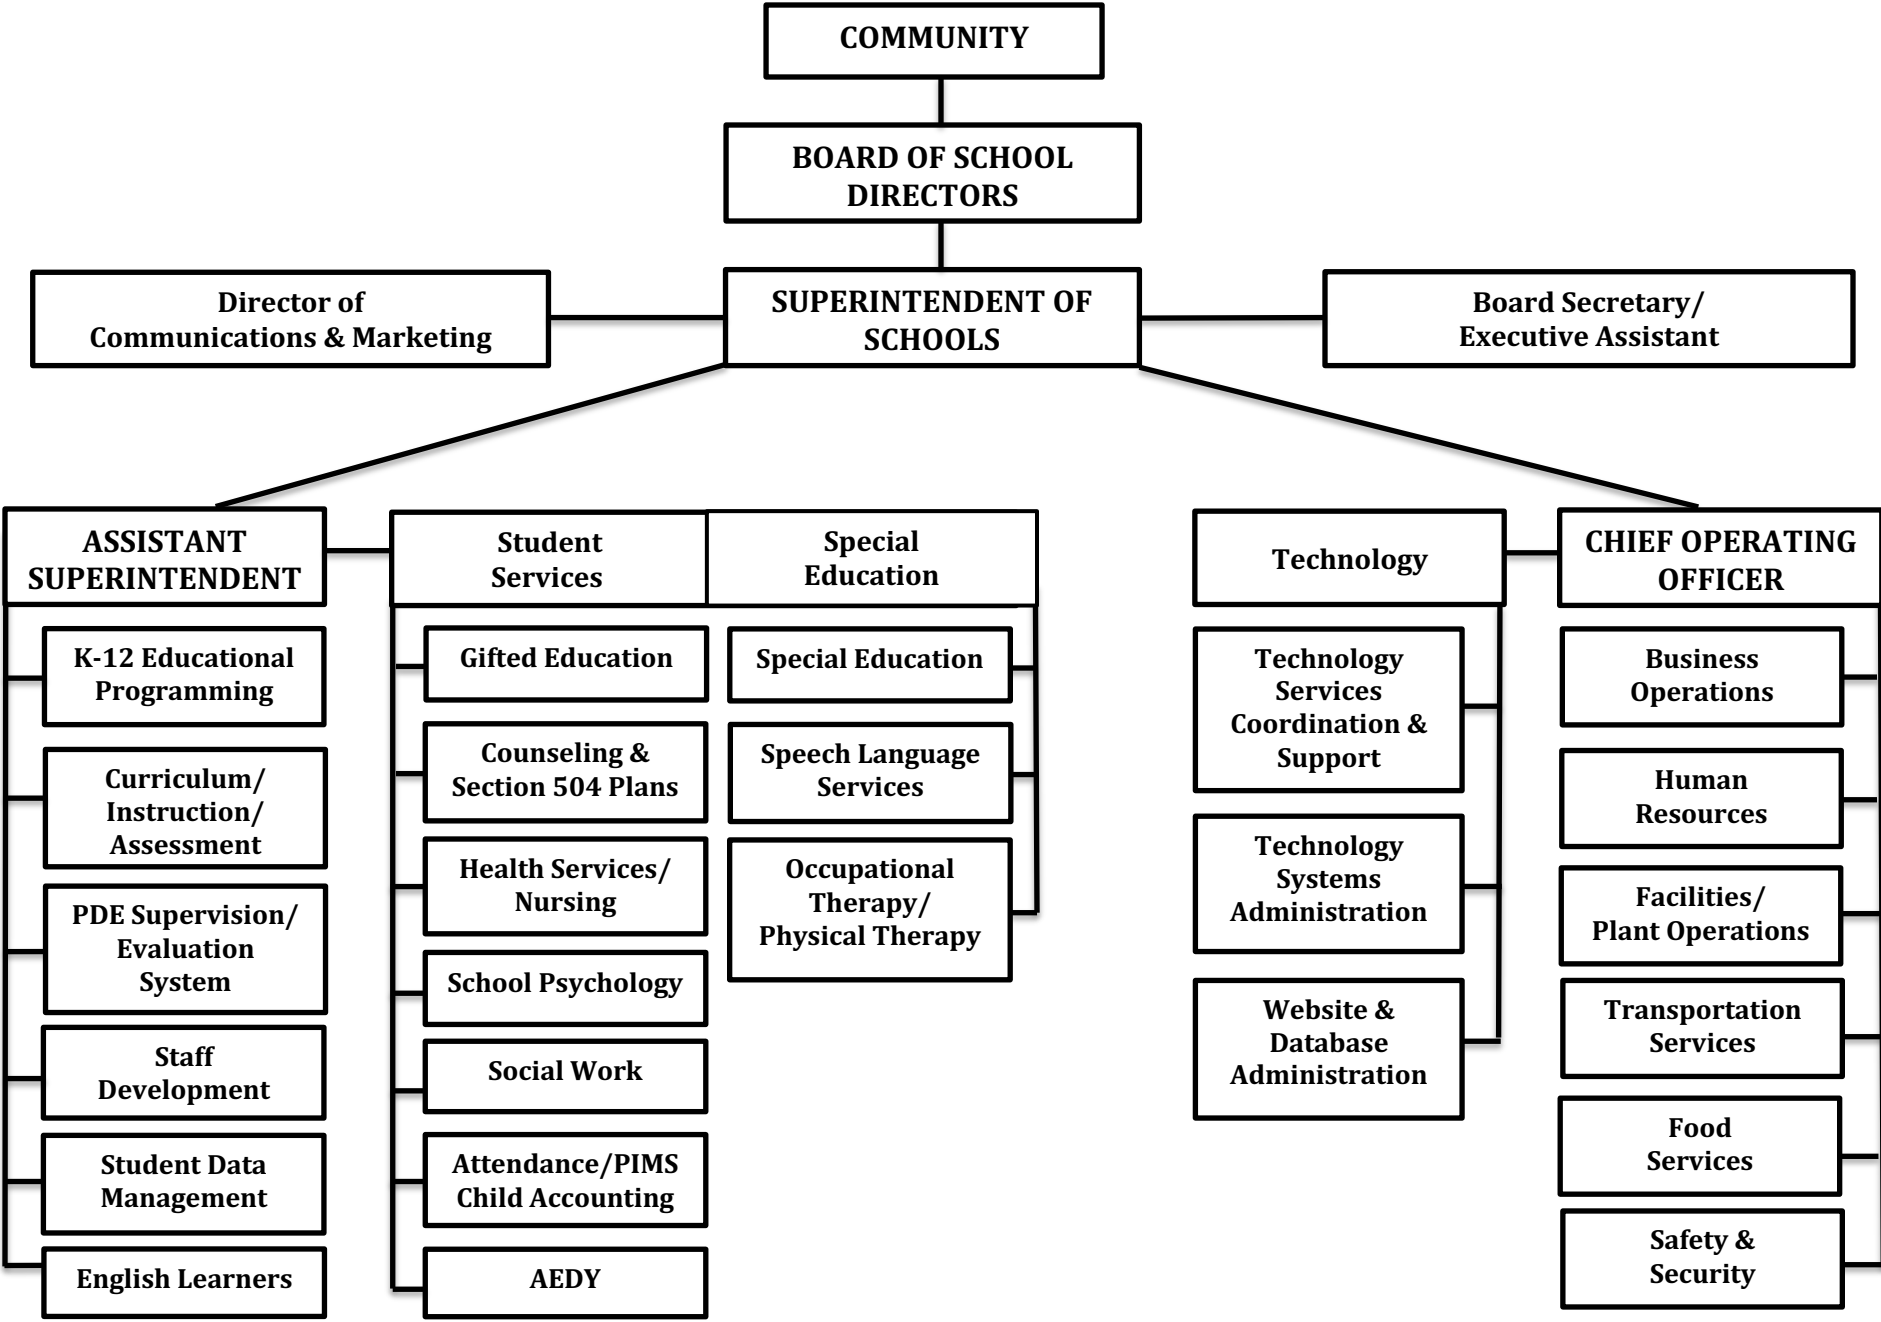 COMMUNITY
BOARD OF SCHOOL
DIRECTORS
Director of
Communications & Marketing
SUPERINTENDENT OF
SCHOOLS
Board Secretary/
Executive Assistant
ASSISTANT
SUPERINTENDENT
K-12 Educational
Programming
Curriculum/
Instruction/
Assessment
PDE Supervision/
Evaluation
System
Staff
Development
Student Data
Management
English Learners
Student
Services
Gifted Education
Counseling &
Section 504 Plans
Health Services/
Nursing
School Psychology
Social Work
Attendance/PIMS
Child Accounting
AEDY
Special
Education
Special Education
Speech Language
Services
Occupational
Therapy/
Physical Therapy
Technology
Technology
Services
Coordination &
Support
Technology
Systems
Administration
Website &
Database
Administration
CHIEF OPERATING
OFFICER
Business
Operations
Human
Resources
Facilities/
Plant Operations
Transportation
Services
Food
Services
Safety &
Security